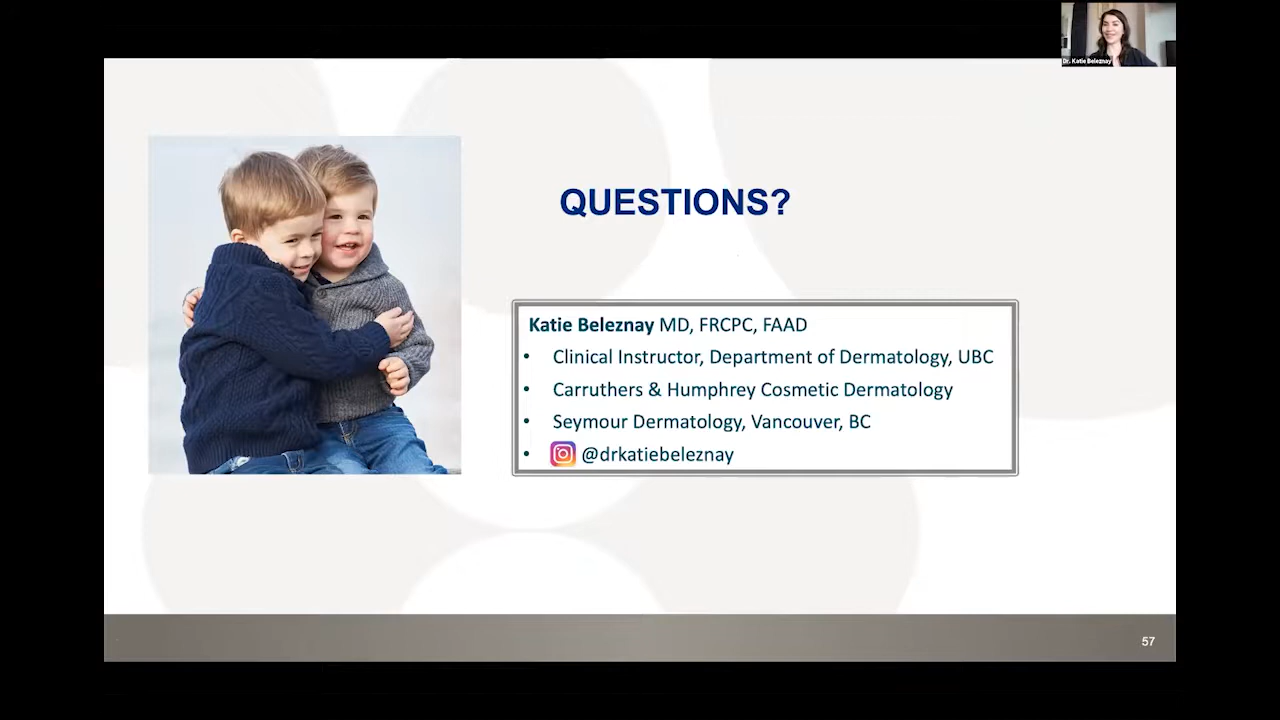 Dr. Katie Beleznay
QUESTIONS?
Katie Beleznay MD, FRCPC, FAAD
• Clinical Instructor, Department of Dermatology, UBC
• Carruthers & Humphrey Cosmetic Dermatology
• Seymour Dermatology, Vancouver, BC
• @drkatiebeleznay
57